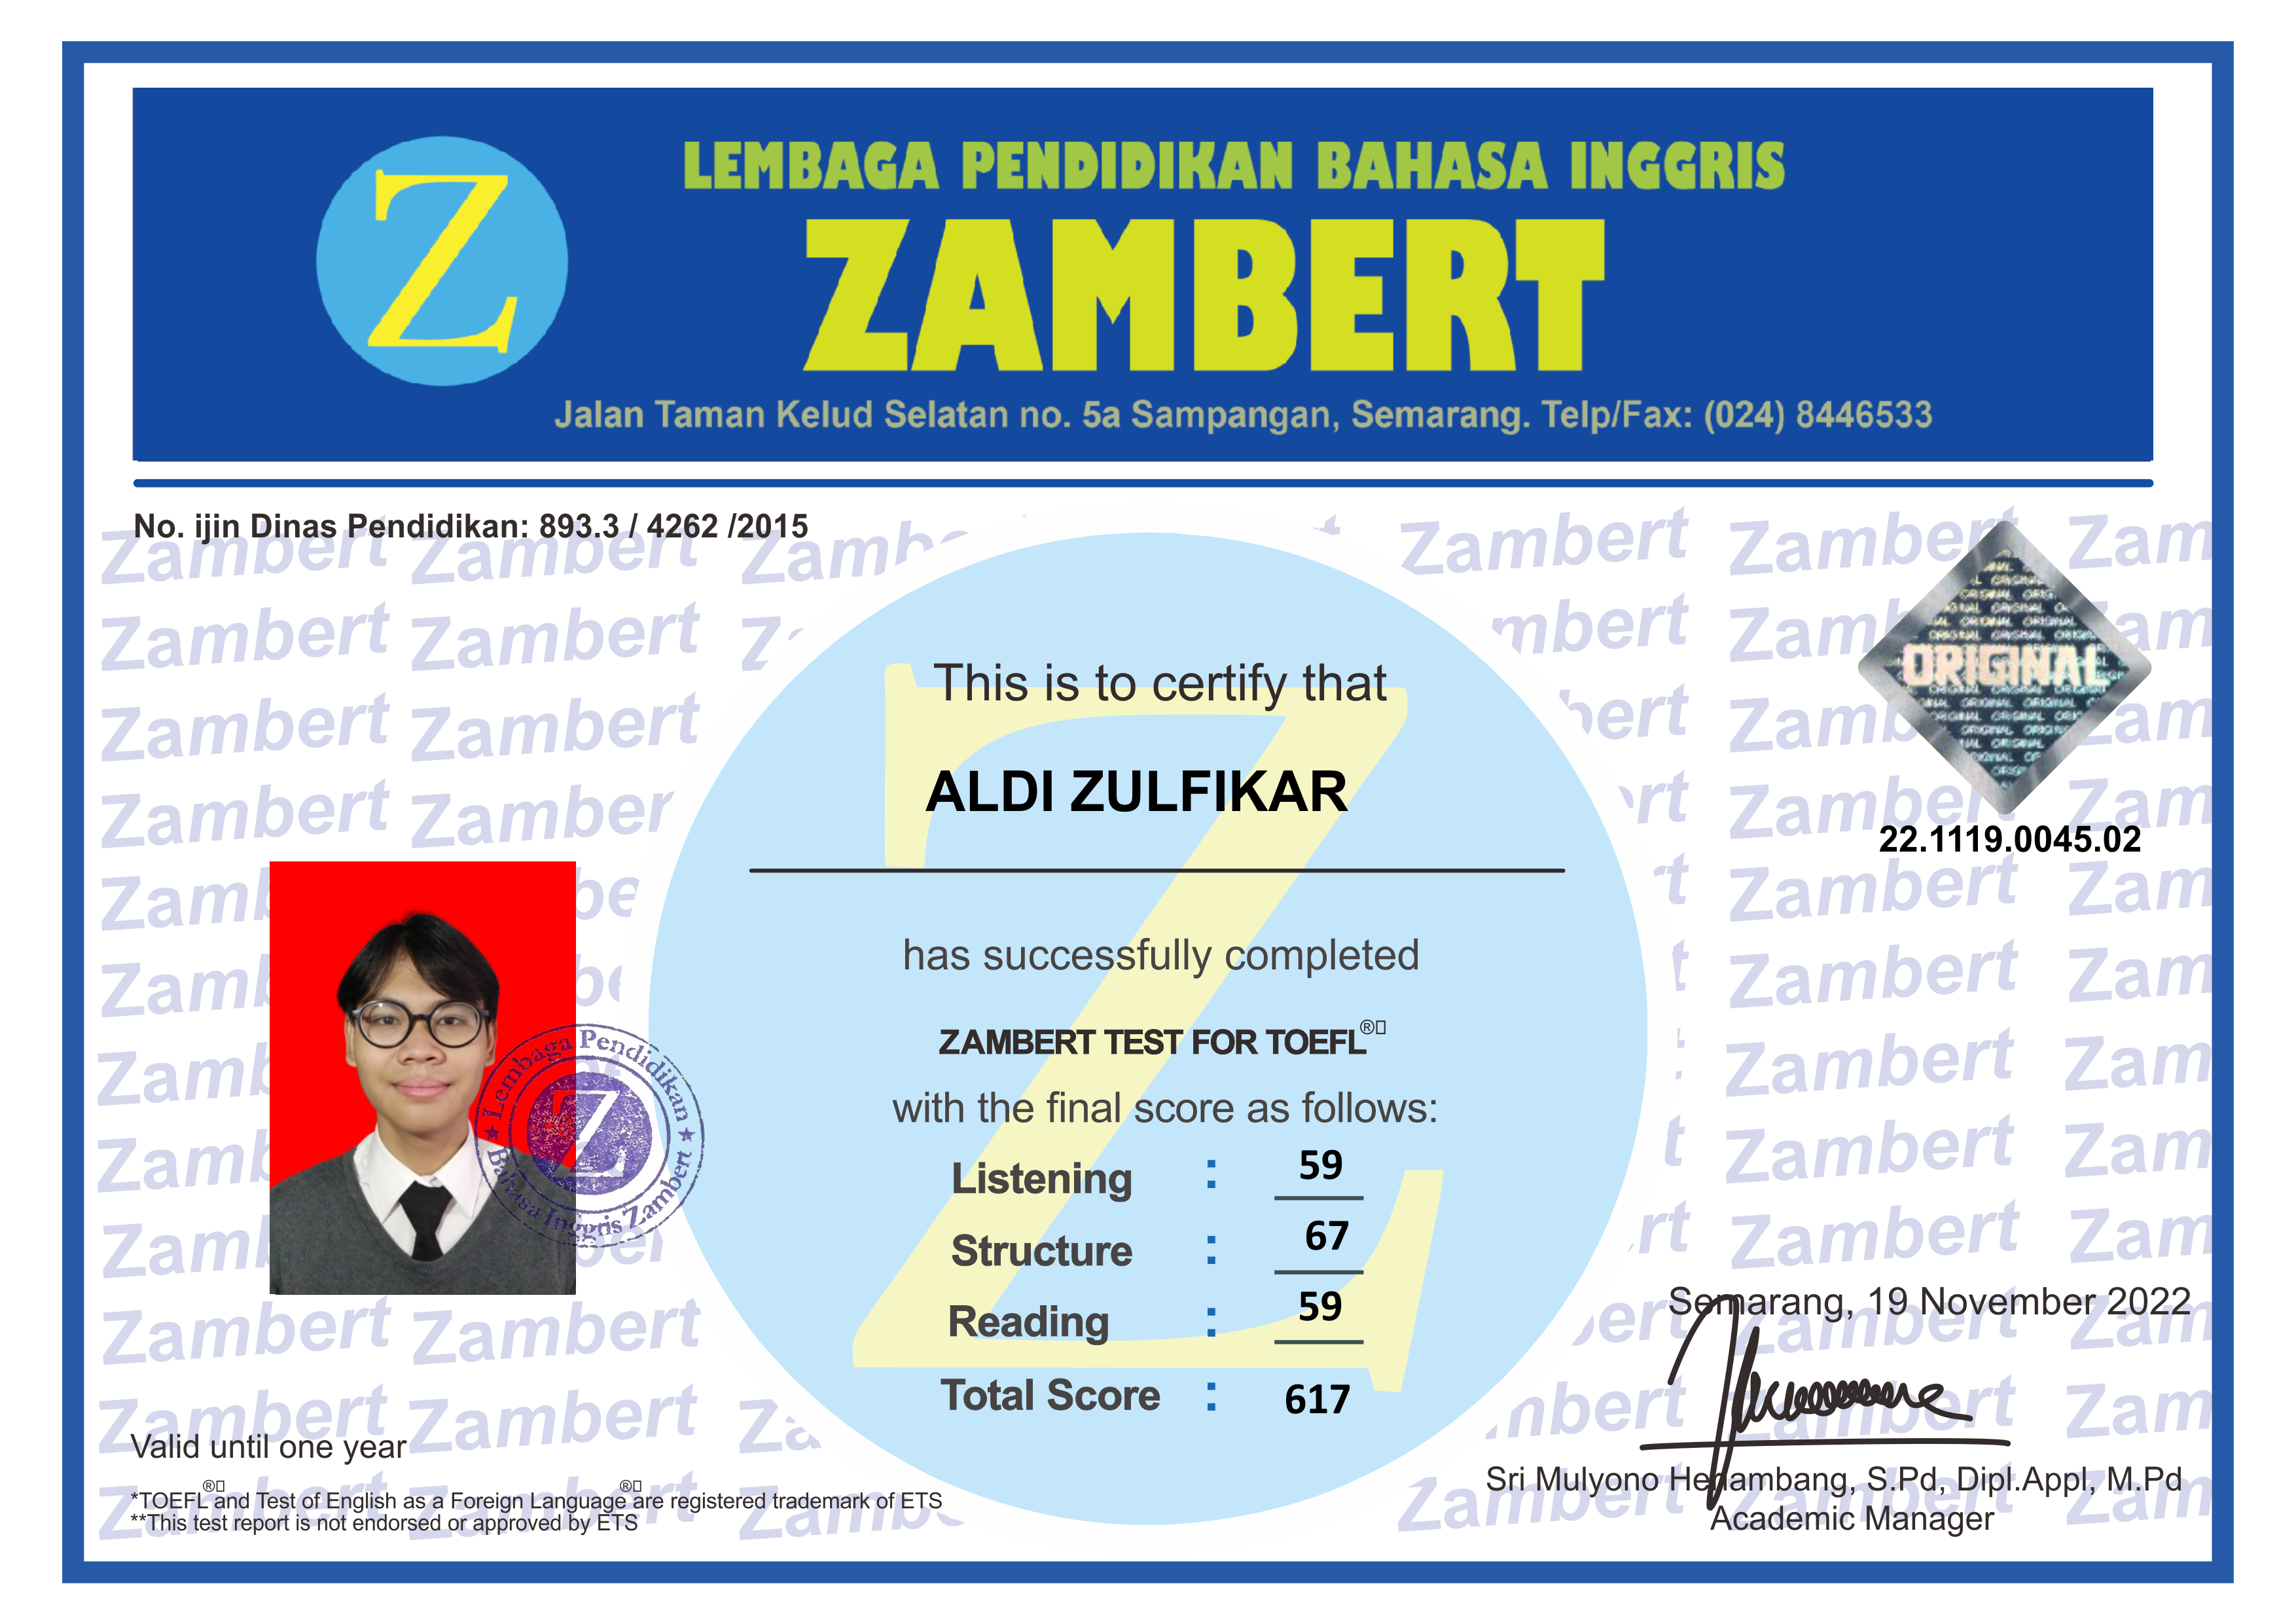 LEMBAGA PENDIDIKAN BAHASA INGGRIS
Z
ZAMBERT
Jalan Taman Kelud Selatan no. 5a Sampangan, Semarang. Telp/Fax: (024) 8446533
No. ijin Dinas Pendidikan: 893.3 / 4262 /2015
ORIGINAL
22.1119.0045.02
This is to certify that
ALDI ZULFIKAR
has successfully completed
ZAMBERT TEST FOR TOEFL®
with the final score as follows:
Listening : 59
Structure : 67
Reading : 59
Total Score : 617
Lembaga Pendidikan
Z
Bahasa Inggris Zambert
Semarang, 19 November 2022
Sri Mulyono Herlambang, S.Pd, Dipl.Appl, M.Pd
Academic Manager
Valid until one year
*TOEFL® and Test of English as a Foreign Language® are registered trademark of ETS
**This test report is not endorsed or approved by ETS
Zambert